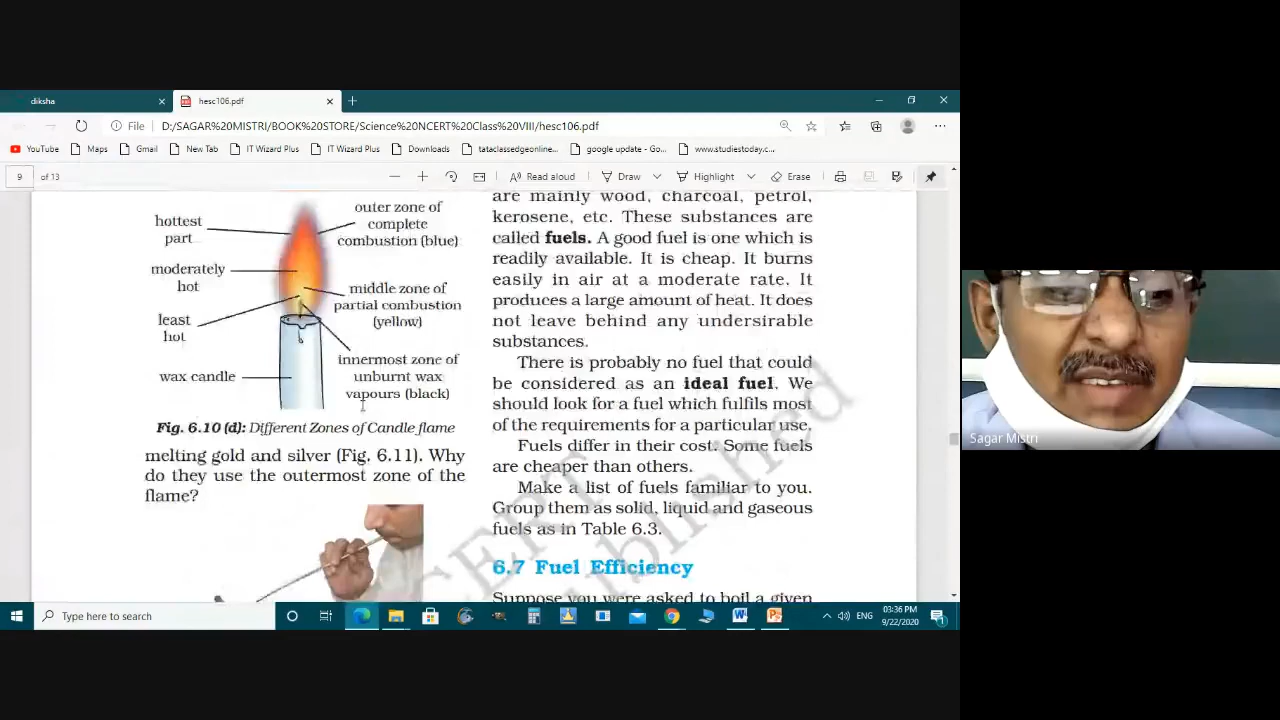 diksha
hesc106.pdf
File
D:/SAGAR%20MISTRI/BOOK%20STORE/Science%20NCERT%20Class%20VIII/hesc106.pdf
YouTube
Maps
Gmail
New Tab
IT Wizard Plus
IT Wizard Plus
Downloads
tataclassedgeonline...
google update - Go...
www.studiestoday.c...
9
of 13
Read aloud
Draw
Highlight
Erase
hottest
part
moderately
hot
least
hot
wax candle
outer zone of
complete
combustion (blue)
middle zone of
partial combustion
(yellow)
innermost zone of
unburnt wax
vapours (black)
Fig. 6.10 (d): Different Zones of Candle flame
melting gold and silver (Fig. 6.11). Why
do they use the outermost zone of the
flame?
are mainly wood, charcoal, petrol,
kerosene, etc. These substances are
called fuels. A good fuel is one which is
readily available. It is cheap. It burns
easily in air at a moderate rate. It
produces a large amount of heat. It does
not leave behind any undersirable
substances.
There is probably no fuel that could
be considered as an ideal fuel. We
should look for a fuel which fulfils most
of the requirements for a particular use.
Fuels differ in their cost. Some fuels
are cheaper than others.
Make a list of fuels familiar to you.
Group them as solid, liquid and gaseous
fuels as in Table 6.3.
6.7 Fuel Efficiency
Suppose you were asked to boil a given
Sagar Mistri
Type here to search
ENG
03:36 PM
9/22/2020